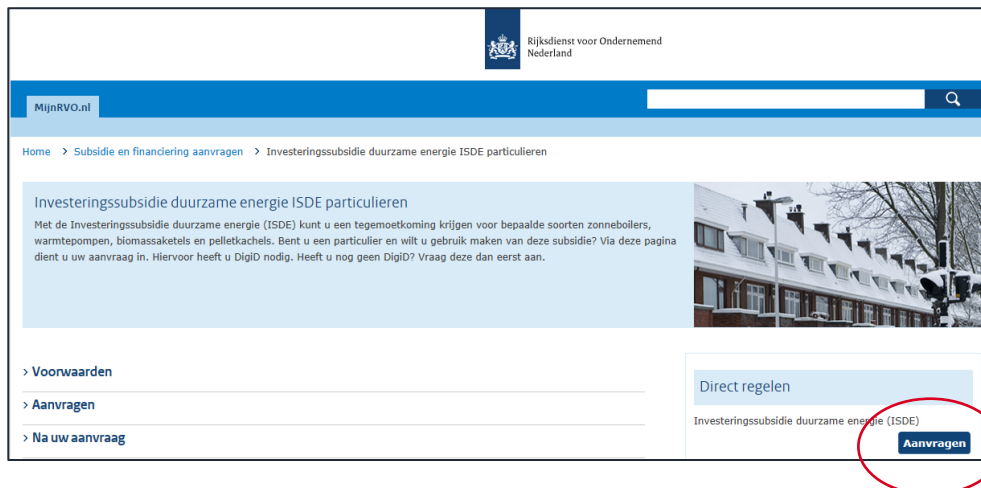 Rijksdienst voor Ondernemend
Nederland
MijnRVO.nl
Home > Subsidie en financiering aanvragen > Investeringssubsidie duurzame energie ISDE particulieren
Investeringssubsidie duurzame energie ISDE particulieren
Met de Investeringssubsidie duurzame energie (ISDE) kunt u een tegemoetkoming krijgen voor bepaalde soorten zonneboilers,
warmtepompen, biomassaketels en pelletkachels. Bent u een particulier en wilt u gebruik maken van deze subsidie? Via deze pagina
dient u uw aanvraag in. Hiervoor heeft u DigiD nodig. Heeft u nog geen DigiD? Vraag deze dan eerst aan.
> Voorwaarden
> Aanvragen
> Na uw aanvraag
Direct regelen
Investeringssubsidie duurzame energie (ISDE)
Aanvragen